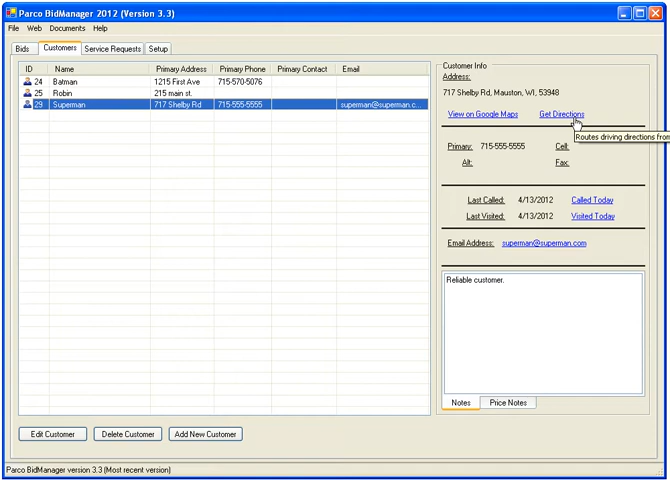 Parco BidManager 2012 (Version 3.3)
File Web Documents Help
Bids Customers Service Requests Setup
ID Name Primary Address Primary Phone Primary Contact Email
24 Batman 1215 First Ave 715-570-5076
25 Robin 215 main st.
29 Superman 717 Shelby Rd 715-555-5555 superman@superman.c...
Customer Info
Address:
717 Shelby Rd, Mauston, WI, 53948
View on Google Maps Get Directions
Routes driving directions from
Primary: 715-555-5555 Cell:
Alt: Fax:
Last Called: 4/13/2012 Called Today
Last Visited: 4/13/2012 Visited Today
Email Address: superman@superman.com
Reliable customer.
Notes Price Notes
Edit Customer Delete Customer Add New Customer
Parco BidManager version 3.3 (Most recent version)